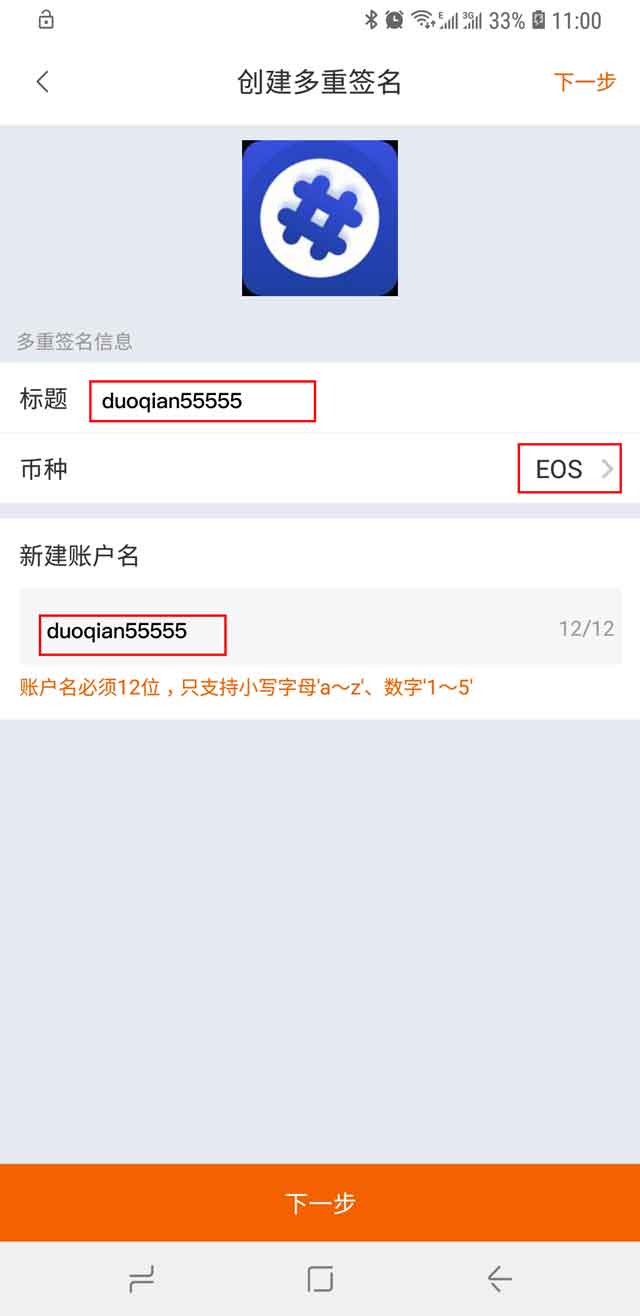 E 3G 33% 11:00
创建多重签名 下一步
多重签名信息
标题 duoqian55555
币种 EOS
新建账户名
duoqian55555 12/12
账户名必须12位，只支持小写字母'a～z'、数字'1～5'
下一步